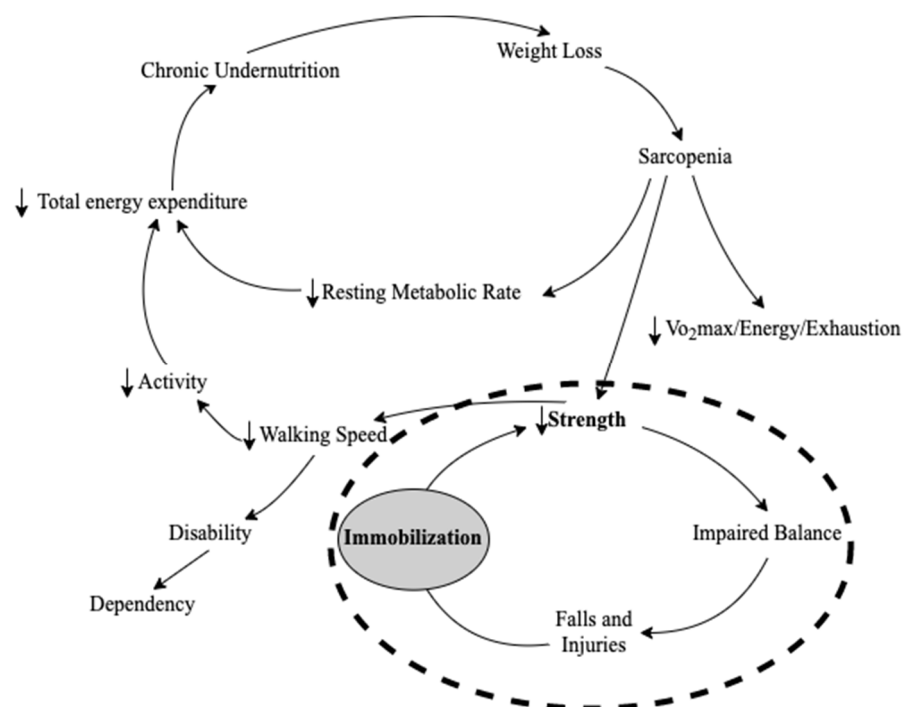 Weight Loss
Chronic Undernutrition
Sarcopenia
↓ Total energy expenditure
↓ Resting Metabolic Rate
↓ Vo₂max/Energy/Exhaustion
↓ Activity
↓ Strength
↓ Walking Speed
Disability
Immobilization
Impaired Balance
Dependency
Falls and
Injuries